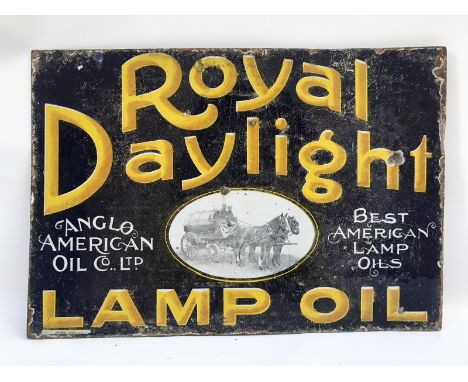 Royal
Daylight
ANGLO
AMERICAN
OIL CO., LTD
BEST
AMERICAN
LAMP
OILS
LAMP OIL